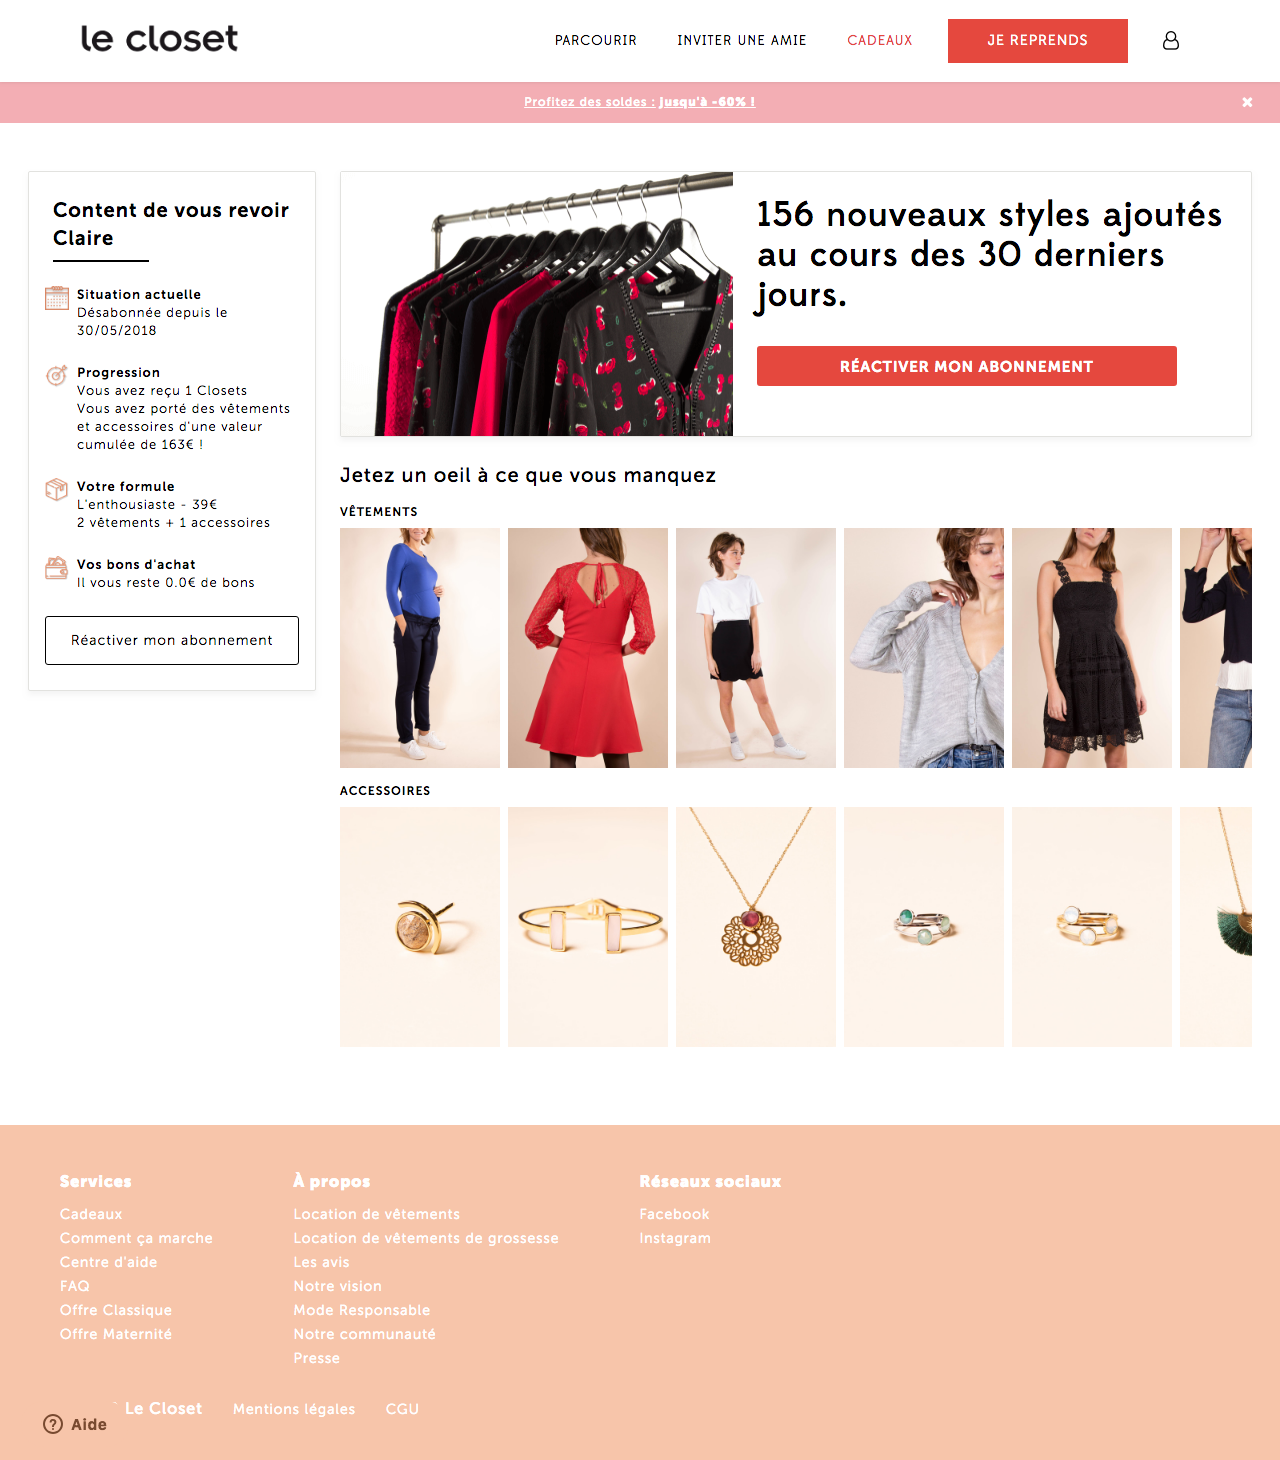 le closet
PARCOURIR
INVITER UNE AMIE
CADEAUX
JE REPRENDS
Profitez des soldes : jusqu'à -60% !
Content de vous revoir
Claire
Situation actuelle
Désabonnée depuis le
30/05/2018
Progression
Vous avez reçu 1 Closets
Vous avez porté des vêtements
et accessoires d'une valeur
cumulée de 163€ !
Votre formule
L'enthousiaste - 39€
2 vêtements + 1 accessoires
Vos bons d'achat
Il vous reste 0.0€ de bons
Réactiver mon abonnement
156 nouveaux styles ajoutés
au cours des 30 derniers
jours.
RÉACTIVER MON ABONNEMENT
Jetez un oeil à ce que vous manquez
VÊTEMENTS
ACCESSOIRES
Services
Cadeaux
Comment ça marche
Centre d'aide
FAQ
Offre Classique
Offre Maternité
À propos
Location de vêtements
Location de vêtements de grossesse
Les avis
Notre vision
Mode Responsable
Notre communauté
Presse
Réseaux sociaux
Facebook
Instagram
Le Closet
Mentions légales
CGU
Aide